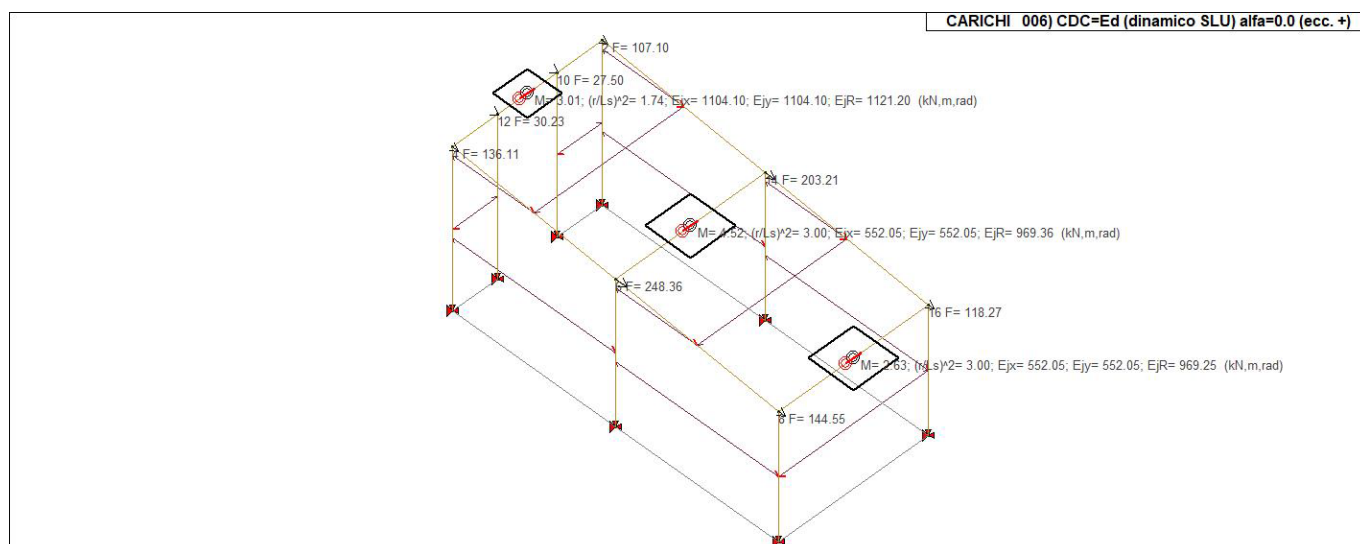 CARICHI 006) CDC=Ed (dinamico SLU) alfa=0.0 (ecc. +)
2 F= 107.10
10 F= 27.50
M= 3.01; (r/Ls)^2= 1.74; Ejx= 1104.10; Ejy= 1104.10; EjR= 1121.20 (kN,m,rad)
12 F= 30.23
4 F= 136.11
14 F= 203.21
M= 4.52; (r/Ls)^2= 3.00; Ejx= 552.05; Ejy= 552.05; EjR= 969.36 (kN,m,rad)
F= 248.36
16 F= 118.27
M= 2.63; (r/Ls)^2= 3.00; Ejx= 552.05; Ejy= 552.05; EjR= 969.25 (kN,m,rad)
F= 144.55